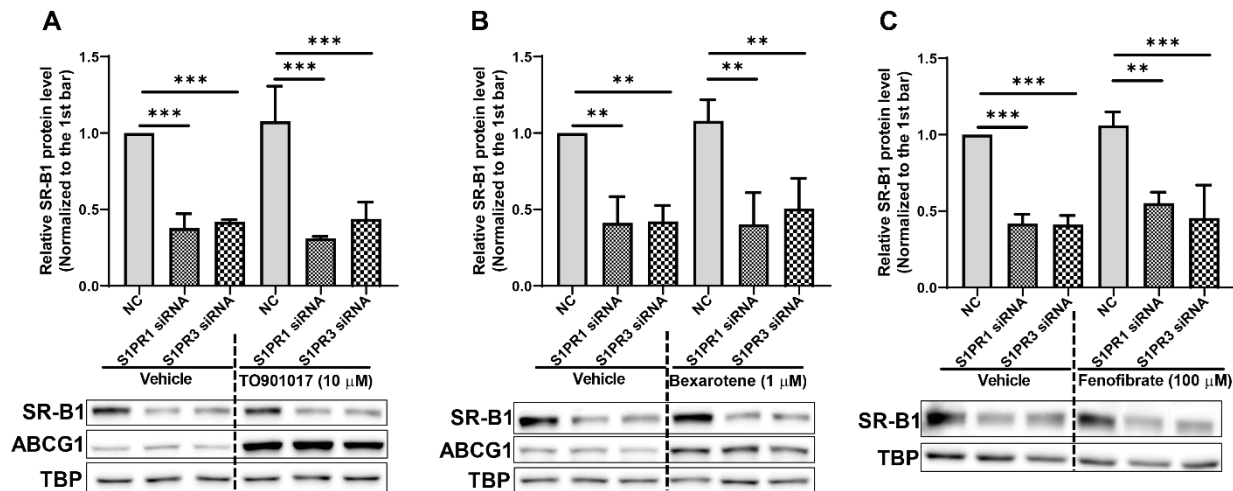 A
Relative SR-B1 protein level
(Normalized to the 1st bar)
1.5
1.0
0.5
0.0
***
***
***
***
NC
S1PR1 siRNA
S1PR3 siRNA
NC
S1PR1 siRNA
S1PR3 siRNA
Vehicle
TO901017 (10 μM)
SR-B1
ABCG1
TBP
B
Relative SR-B1 protein level
(Normalized to the 1st bar)
1.5
1.0
0.5
0.0
**
**
**
**
NC
S1PR1 siRNA
S1PR3 siRNA
NC
S1PR1 siRNA
S1PR3 siRNA
Vehicle
Bexarotene (1 μM)
SR-B1
ABCG1
TBP
C
Relative SR-B1 protein level
(Normalized to the 1st bar)
1.5
1.0
0.5
0.0
***
**
***
***
NC
S1PR1 siRNA
S1PR3 siRNA
NC
S1PR1 siRNA
S1PR3 siRNA
Vehicle
Fenofibrate (100 μM)
SR-B1
TBP